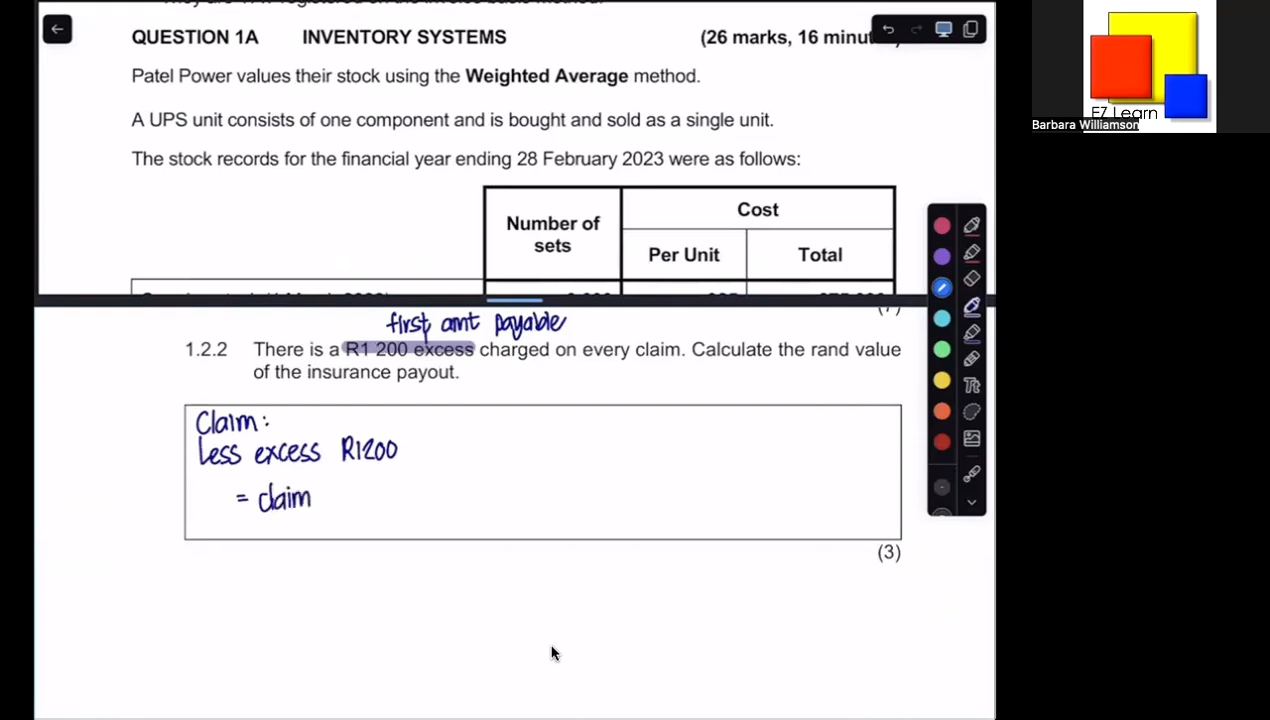 QUESTION 1A INVENTORY SYSTEMS (26 marks, 16 minut
Patel Power values their stock using the Weighted Average method.
A UPS unit consists of one component and is bought and sold as a single unit.
The stock records for the financial year ending 28 February 2023 were as follows:
Number of sets
Cost
Per Unit Total
first amt payable
1.2.2 There is a R1 200 excess charged on every claim. Calculate the rand value
of the insurance payout.
Claim:
less excess R1200
= claim
(3)
EZ Learn
Barbara Williamson
Tt